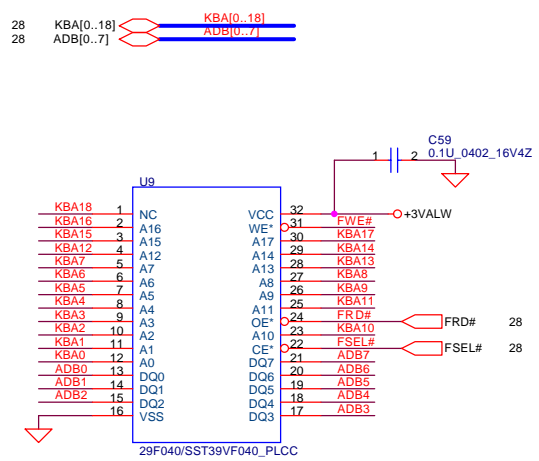 28 KBA[0..18] KBA[0..18]
28 ADB[0..7] ADB[0..7]
C59
1 2 0.1U_0402_16V4Z
U9
KBA18 1 NC VCC 32 +3VALW
KBA16 2 A16 WE* 31 FWE#
KBA15 3 A15 A17 30 KBA17
KBA12 4 A12 A14 29 KBA14
KBA7 5 A7 A13 28 KBA13
KBA6 6 A6 A8 27 KBA8
KBA5 7 A5 A9 26 KBA9
KBA4 8 A4 A11 25 KBA11
KBA3 9 A3 OE* 24 FRD# FRD# 28
KBA2 10 A2 A10 23 KBA10
KBA1 11 A1 CE* 22 FSEL# FSEL# 28
KBA0 12 A0 DQ7 21 ADB7
ADB0 13 DQ0 DQ6 20 ADB6
ADB1 14 DQ1 DQ5 19 ADB5
ADB2 15 DQ2 DQ4 18 ADB4
16 VSS DQ3 17 ADB3
29F040/SST39VF040_PLCC